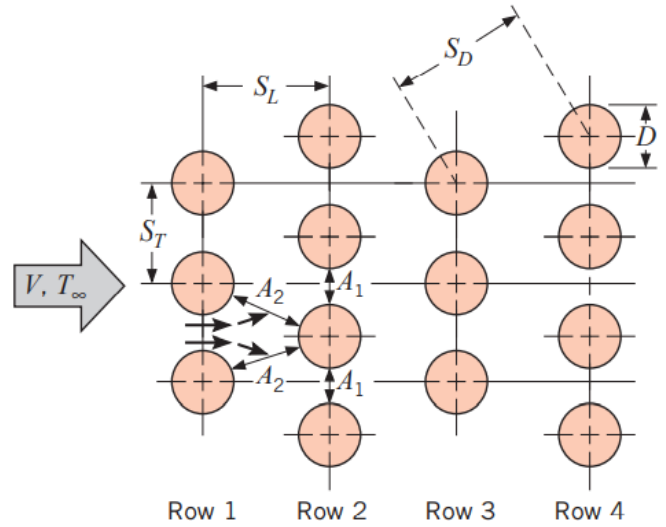 S_D
S_L
D
S_T
V, T_∞
A_2
A_1
A_2
A_1
Row 1 Row 2 Row 3 Row 4